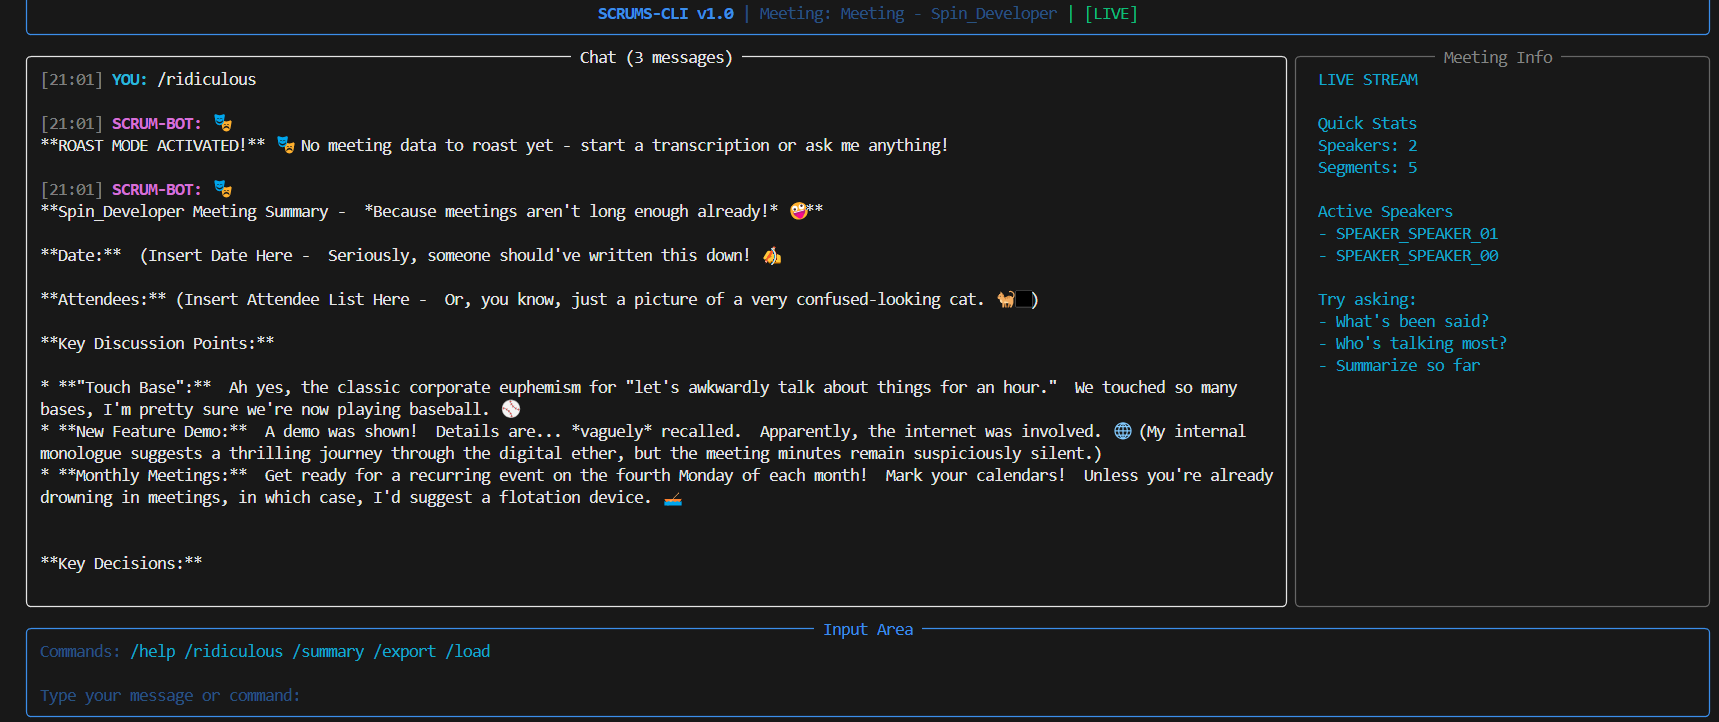 SCRUMS-CLI v1.0 | Meeting: Meeting - Spin_Developer | [LIVE]
Chat (3 messages)
[21:01] YOU: /ridiculous
[21:01] SCRUM-BOT: 🎭
**ROAST MODE ACTIVATED!** 🎭 No meeting data to roast yet - start a transcription or ask me anything!
[21:01] SCRUM-BOT: 🎭
**Spin_Developer Meeting Summary -  *Because meetings aren't long enough already!* 🤪**
**Date:**  (Insert Date Here -  Seriously, someone should've written this down! ✍️
**Attendees:** (Insert Attendee List Here -  Or, you know, just a picture of a very confused-looking cat. 🐈⬛)
**Key Discussion Points:**
* **"Touch Base":**  Ah yes, the classic corporate euphemism for "let's awkwardly talk about things for an hour."  We touched so many
bases, I'm pretty sure we're now playing baseball. ⚾
* **New Feature Demo:**  A demo was shown!  Details are... *vaguely* recalled.  Apparently, the internet was involved. 🌐 (My internal
monologue suggests a thrilling journey through the digital ether, but the meeting minutes remain suspiciously silent.)
* **Monthly Meetings:**  Get ready for a recurring event on the fourth Monday of each month!  Mark your calendars!  Unless you're already
drowning in meetings, in which case, I'd suggest a flotation device. 🛶
**Key Decisions:**
Meeting Info
LIVE STREAM
Quick Stats
Speakers: 2
Segments: 5
Active Speakers
- SPEAKER_SPEAKER_01
- SPEAKER_SPEAKER_00
Try asking:
- What's been said?
- Who's talking most?
- Summarize so far
Input Area
Commands: /help /ridiculous /summary /export /load
Type your message or command: